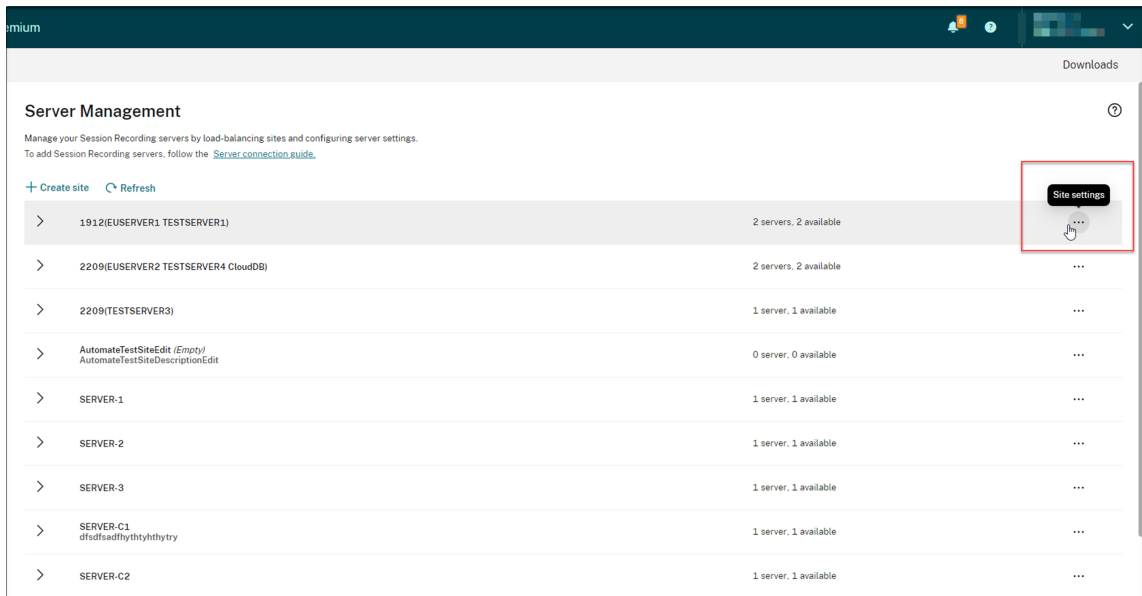 emium
8
?
Downloads
Server Management
?
Manage your Session Recording servers by load-balancing sites and configuring server settings.
To add Session Recording servers, follow the Server connection guide.
+ Create site Refresh
Site settings
1912(EUSERVER1 TESTSERVER1) 2 servers, 2 available ...
2209(EUSERVER2 TESTSERVER4 CloudDB) 2 servers, 2 available ...
2209(TESTSERVER3) 1 server, 1 available ...
AutomateTestSiteEdit (Empty) 0 server, 0 available ...
AutomateTestSiteDescriptionEdit
SERVER-1 1 server, 1 available ...
SERVER-2 1 server, 1 available ...
SERVER-3 1 server, 1 available ...
SERVER-C1 1 server, 1 available ...
dfsdfsadfhythtyhthytry
SERVER-C2 1 server, 1 available ...